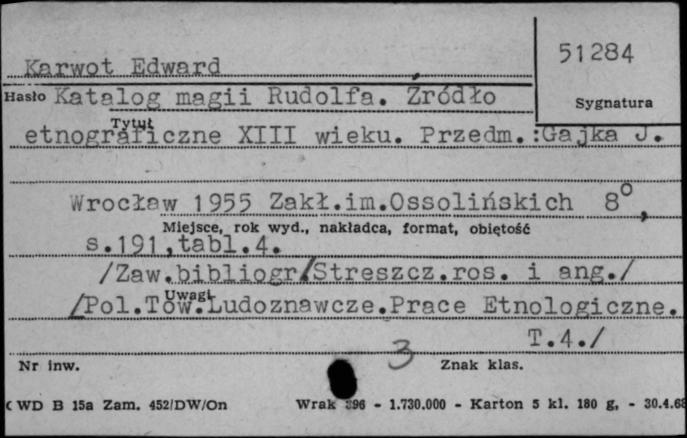 Karwot Edward
51284
Hasło Katalog magii Rudolfa. Źródło
Sygnatura
Tytuł
etnograficzne XIII wieku. Przedm.:Gajka J.
Wrocław 1955 Zakł.im.Ossolińskich 8°,
Miejsce, rok wyd., nakładca, format, objętość
s.191,tabl.4.
/Zaw.bibliogr/Streszcz.ros. i ang./
Uwagi
/Pol.Tow.Ludoznawcze.Prace Etnologiczne.
T.4./
Nr inw.
3
Znak klas.
WD B 15a Zam. 452/DW/On Wrak 396 - 1.730.000 - Karton 5 kl. 180 g, - 30.4.68